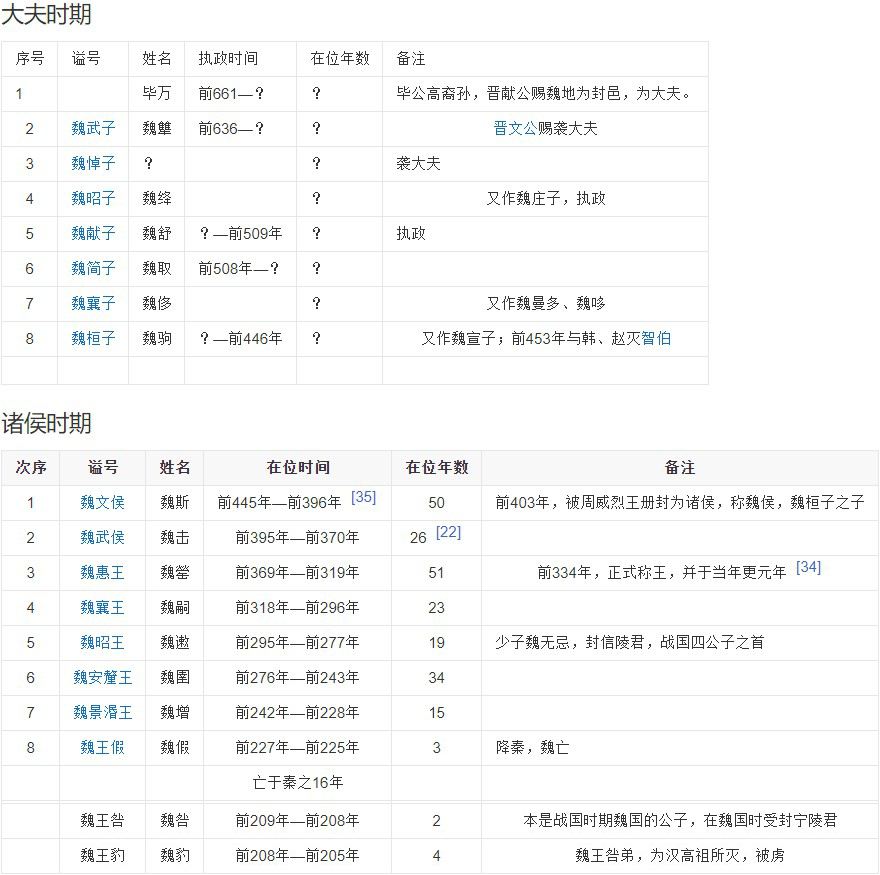 大夫时期
序号 谥号 姓名 执政时间 在位年数 备注
1 毕万 前661—？ ？ 毕公高裔孙，晋献公赐魏地为封邑，为大夫。
2 魏武子 魏犨 前636—？ ？ 晋文公赐袭大夫
3 魏悼子 ？ ？ 袭大夫
4 魏昭子 魏绛 ？ 又作魏庄子，执政
5 魏献子 魏舒 ？—前509年 ？ 执政
6 魏简子 魏取 前508年—？ ？
7 魏襄子 魏侈 ？ 又作魏曼多、魏哆
8 魏桓子 魏驹 ？—前446年 ？ 又作魏宣子；前453年与韩、赵灭智伯
诸侯时期
次序 谥号 姓名 在位时间 在位年数 备注
1 魏文侯 魏斯 前445年—前396年 [35] 50 前403年，被周威烈王册封为诸侯，称魏侯，魏桓子之子
2 魏武侯 魏击 前395年—前370年 26 [22]
3 魏惠王 魏罃 前369年—前319年 51 前334年，正式称王，并于当年更元年 [34]
4 魏襄王 魏嗣 前318年—前296年 23
5 魏昭王 魏遫 前295年—前277年 19 少子魏无忌，封信陵君，战国四公子之首
6 魏安釐王 魏圉 前276年—前243年 34
7 魏景湣王 魏增 前242年—前228年 15
8 魏王假 魏假 前227年—前225年 3 降秦，魏亡
亡于秦之16年
魏王咎 魏咎 前209年—前208年 2 本是战国时期魏国的公子，在魏国时受封宁陵君
魏王豹 魏豹 前208年—前205年 4 魏王咎弟，为汉高祖所灭，被虏